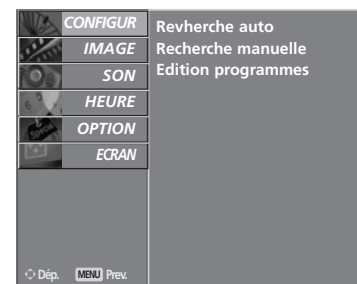 CONFIGUR
IMAGE
SON
HEURE
OPTION
ECRAN
Revherche auto
Recherche manuelle
Edition programmes
Dép. MENU Prev.